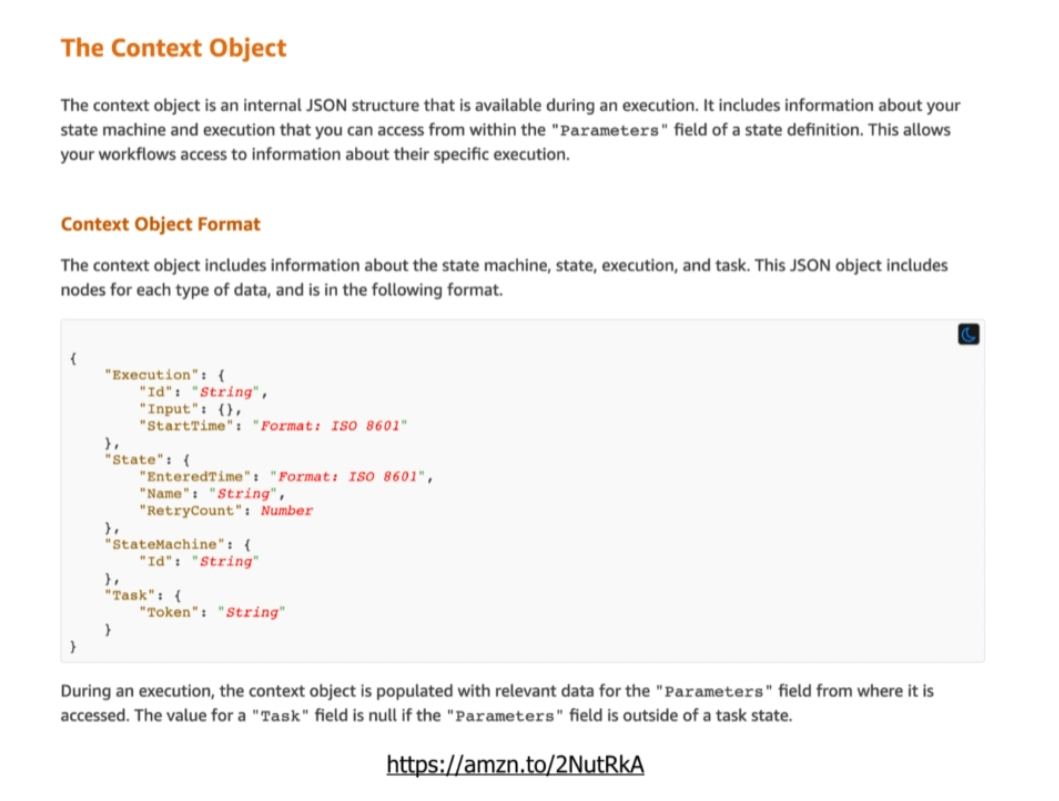 The Context Object
The context object is an internal JSON structure that is available during an execution. It includes information about your
state machine and execution that you can access from within the "Parameters" field of a state definition. This allows
your workflows access to information about their specific execution.
Context Object Format
The context object includes information about the state machine, state, execution, and task. This JSON object includes
nodes for each type of data, and is in the following format.
{
    "Execution": {
        "Id": "String",
        "Input": {},
        "StartTime": "Format: ISO 8601"
    },
    "State": {
        "EnteredTime": "Format: ISO 8601",
        "Name": "String",
        "RetryCount": Number
    },
    "StateMachine": {
        "Id": "String"
    },
    "Task": {
        "Token": "String"
    }
}
During an execution, the context object is populated with relevant data for the "Parameters" field from where it is
accessed. The value for a "Task" field is null if the "Parameters" field is outside of a task state.
https://amzn.to/2NutRkA